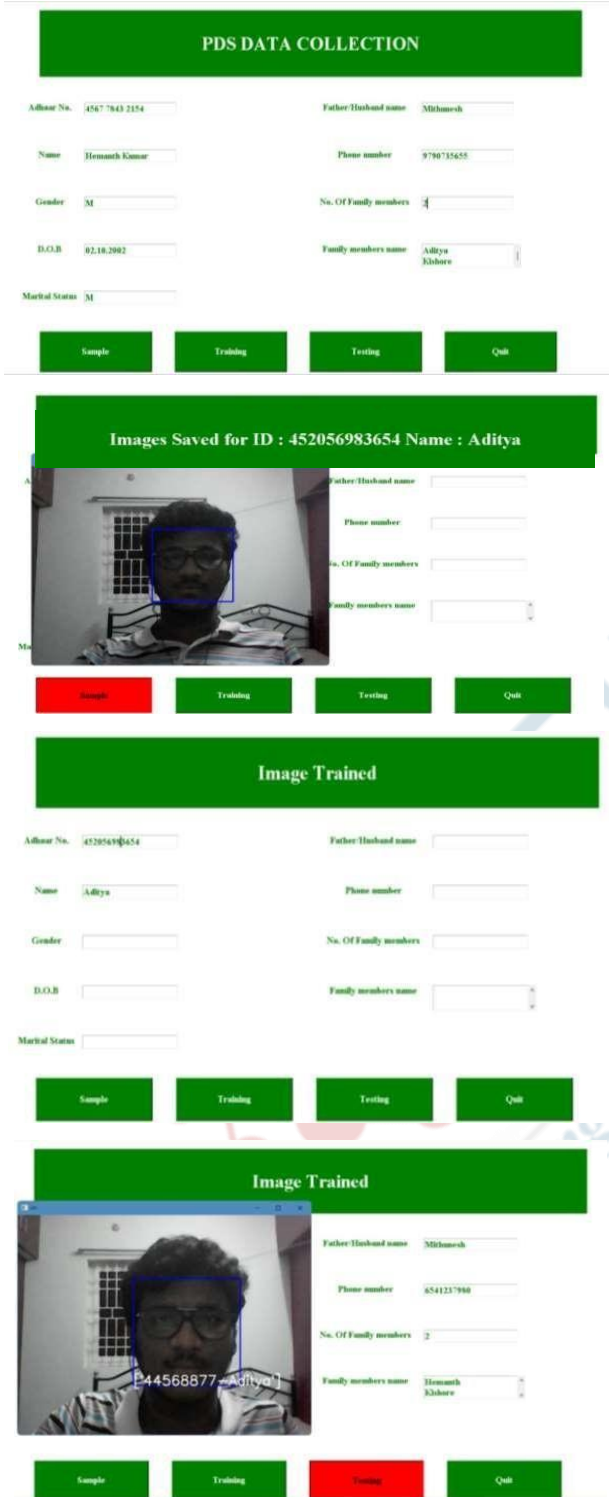 PDS DATA COLLECTION
Adhaar No. 4567 7843 2154 Father/Husband name Mithunesh
Name Hemanth Kumar Phone number 9790735655
Gender M No. Of Family members 2
D.O.B 02.10.2002 Family members name Aditya
Kishore
Marital Status M
Sample Training Testing Quit
Images Saved for ID : 452056983654 Name : Aditya
Father/Husband name
Phone number
No. Of Family members
Family members name
Sample Training Testing Quit
Image Trained
Adhaar No. 452056983654 Father/Husband name
Name Aditya Phone number
Gender No. Of Family members
D.O.B Family members name
Marital Status
Sample Training Testing Quit
Image Trained
Father/Husband name Mithunesh
Phone number 6541237980
No. Of Family members 2
['44568877-Aditya'] Family members name Hemanth
Kishore
Sample Training Testing Quit